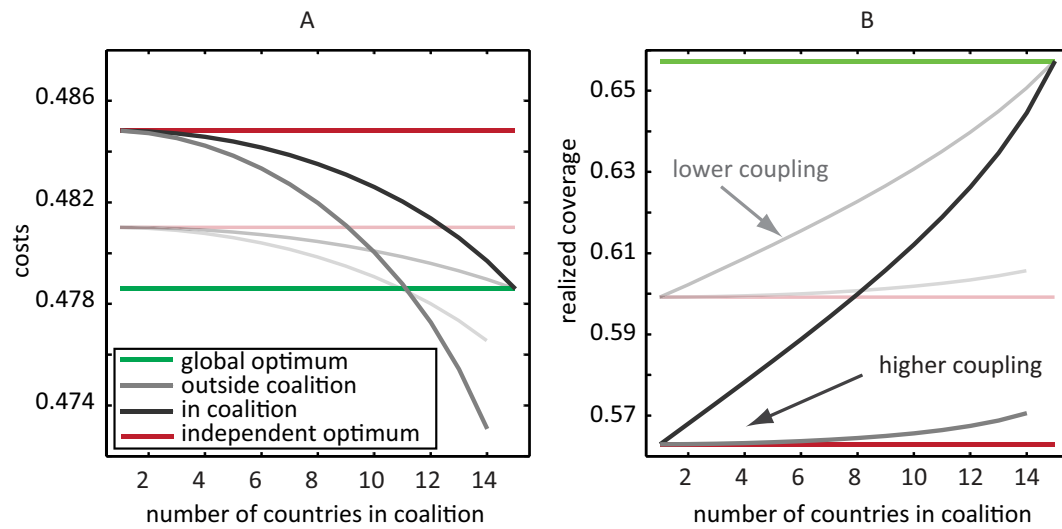 A
B
costs
0.486
0.482
0.478
0.474
global optimum
outside coalition
in coalition
independent optimum
2 4 6 8 10 12 14
number of countries in coalition
realized coverage
0.65
0.63
0.61
0.59
0.57
lower coupling
higher coupling
2 4 6 8 10 12 14
number of countries in coalition